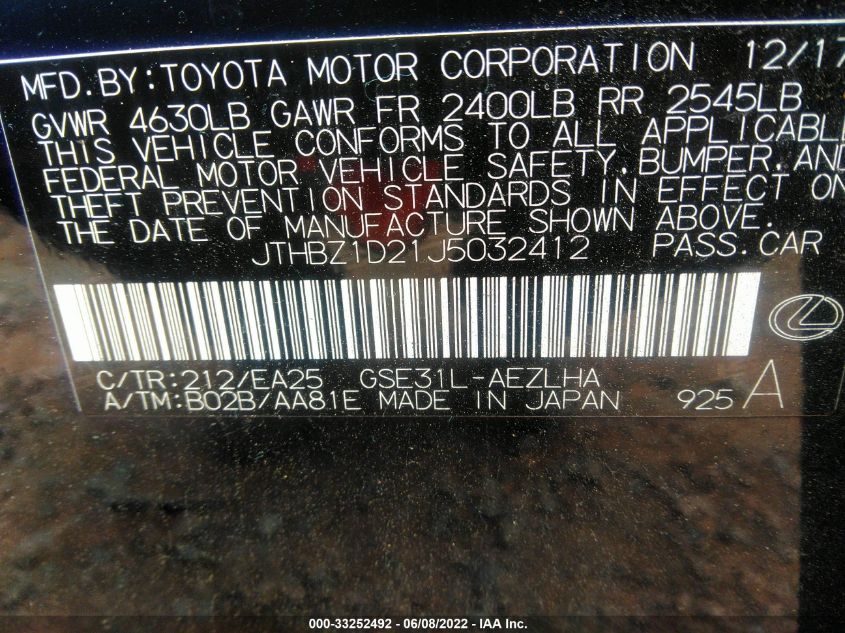 MFD.BY:TOYOTA MOTOR CORPORATION 12/17
GVWR 4630LB GAWR FR 2400LB RR 2545LB
THIS VEHICLE CONFORMS TO ALL APPLICABLE
FEDERAL MOTOR VEHICLE SAFETY,BUMPER,AND
THEFT PREVENTION STANDARDS IN EFFECT ON
THE DATE OF MANUFACTURE SHOWN ABOVE.
JTHBZ1D21J5032412 PASS.CAR
C/TR:212/EA25 GSE31L-AEZLHA
A/TM:B02B/AA81E MADE IN JAPAN 925 A
000-33252492 - 06/08/2022 - IAA Inc.